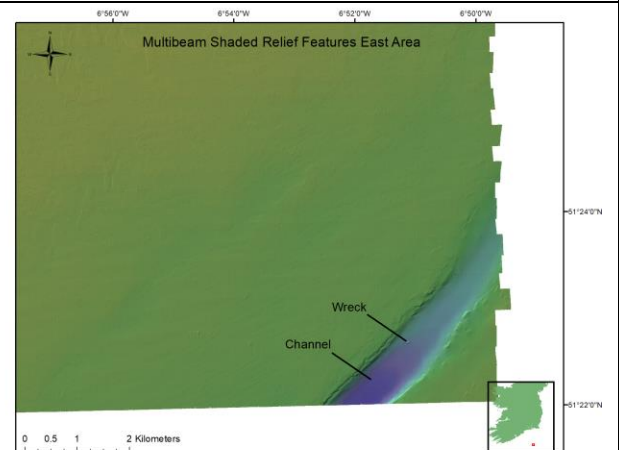 6°56'0"W 6°54'0"W 6°52'0"W 6°50'0"W
Multibeam Shaded Relief Features East Area
51°24'0"N
Wreck
Channel
51°22'0"N
0 0.5 1 2 Kilometers